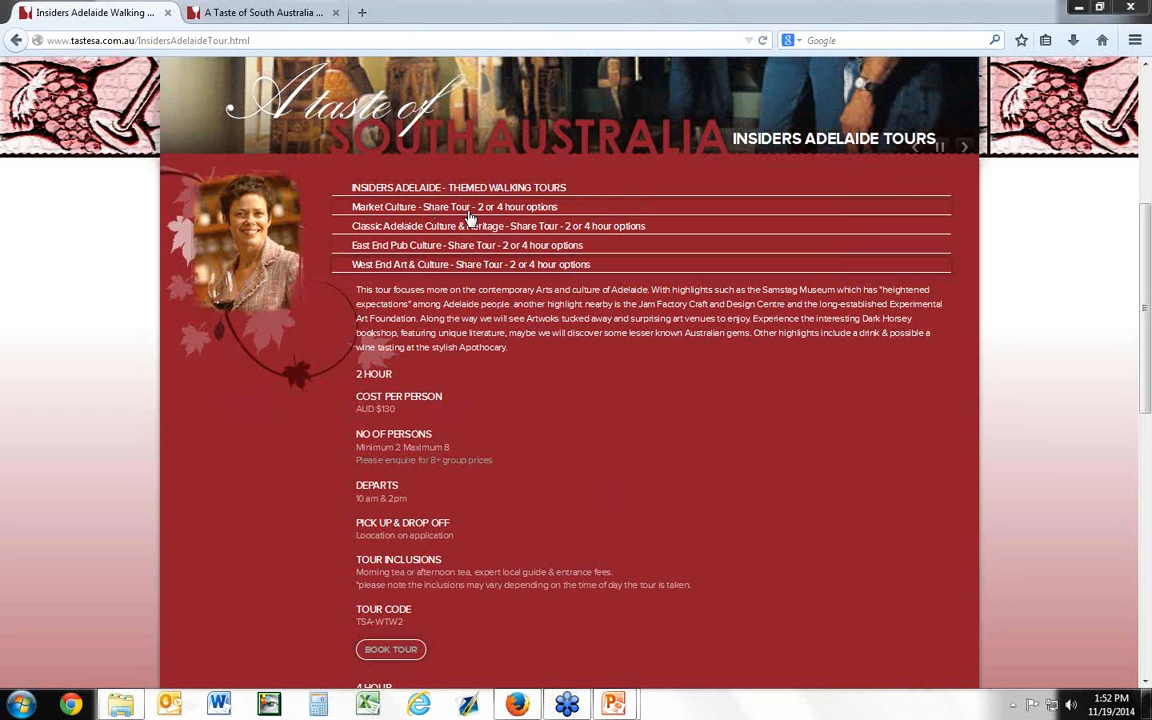 Insiders Adelaide Walking ...
A Taste of South Australia ...
www.tastesa.com.au/InsidersAdelaideTour.html
Google
A taste of
SOUTH AUSTRALIA
INSIDERS ADELAIDE TOURS
INSIDERS ADELAIDE - THEMED WALKING TOURS
Market Culture - Share Tour - 2 or 4 hour options
Classic Adelaide Culture & Heritage - Share Tour - 2 or 4 hour options
East End Pub Culture - Share Tour - 2 or 4 hour options
West End Art & Culture - Share Tour - 2 or 4 hour options
This tour focuses more on the contemporary Arts and culture of Adelaide. With highlights such as the Samstag Museum which has "heightened
expectations" among Adelaide people. another highlight nearby is the Jam Factory Craft and Design Centre and the long-established Experimental
Art Foundation. Along the way we will see Artwoks tucked away and surprising art venues to enjoy. Experience the interesting Dark Horsey
bookshop, featuring unique literature, maybe we will discover some lesser known Australian gems. Other highlights include a drink & possible a
wine tasting at the stylish Apothocary.
2 HOUR
COST PER PERSON
AUD $130
NO OF PERSONS
Minimum 2 Maximum 8
Please enquire for 8+ group prices
DEPARTS
10 am & 2pm
PICK UP & DROP OFF
Loocation on application
TOUR INCLUSIONS
Morning tea or afternoon tea, expert local guide & entrance fees.
*please note the inclusions may vary depending on the time of day the tour is taken.
TOUR CODE
TSA-WTW2
BOOK TOUR
4 HOUR
1:52 PM
11/19/2014